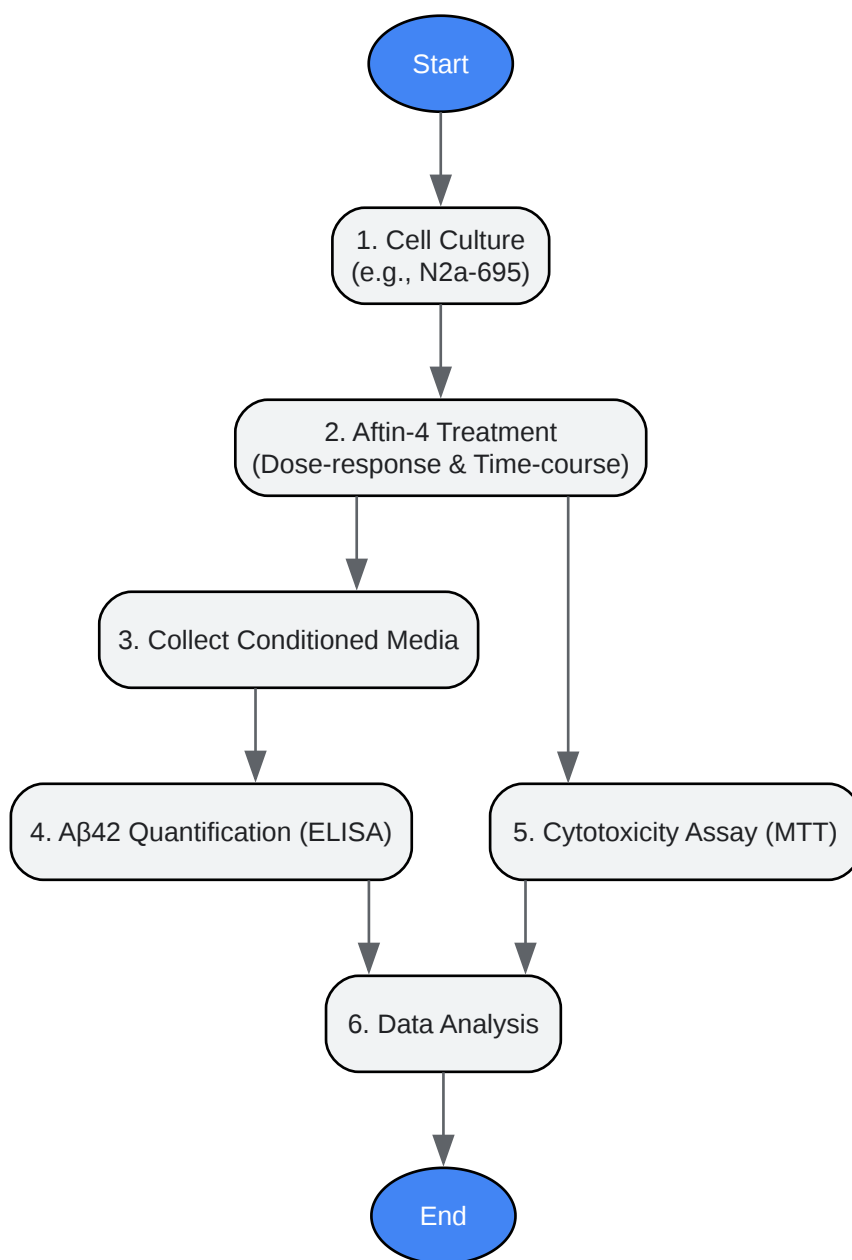 Start
1. Cell Culture
(e.g., N2a-695)
2. Aftin-4 Treatment
(Dose-response & Time-course)
3. Collect Conditioned Media
4. Aβ42 Quantification (ELISA)
5. Cytotoxicity Assay (MTT)
6. Data Analysis
End